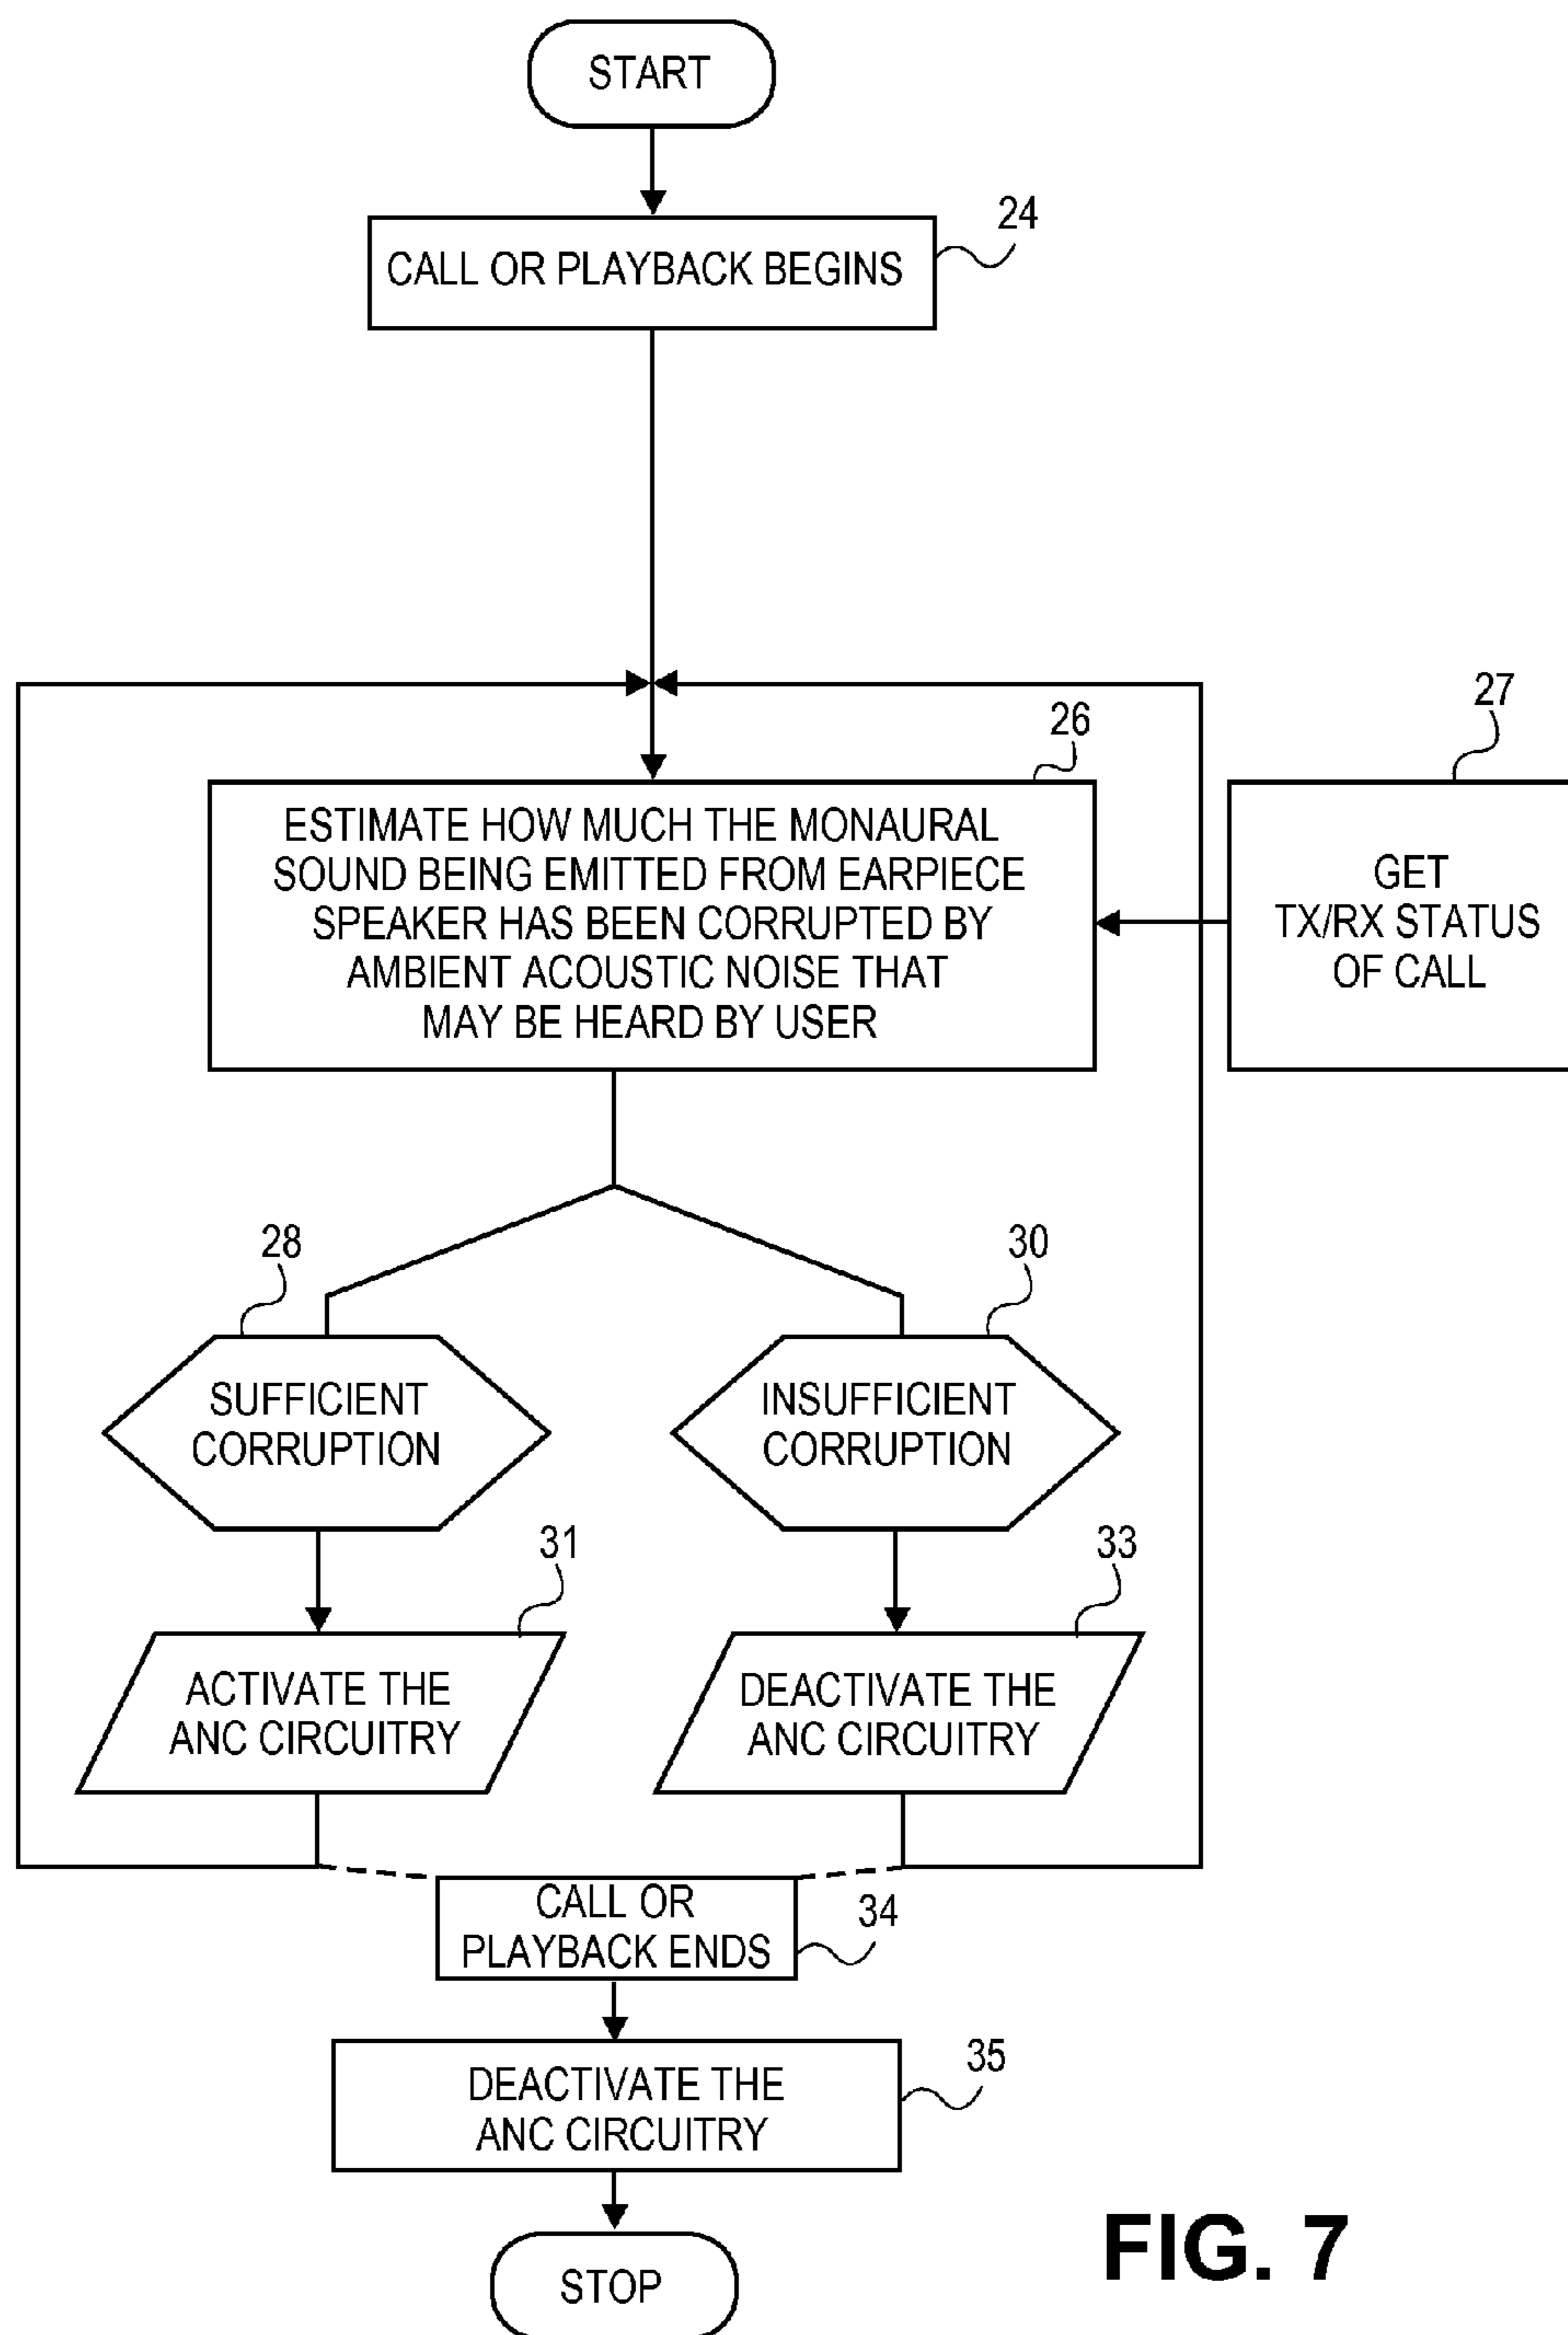 START
24
CALL OR PLAYBACK BEGINS
27
26
ESTIMATE HOW MUCH THE MONAURAL
SOUND BEING EMITTED FROM EARPIECE
SPEAKER HAS BEEN CORRUPTED BY
AMBIENT ACOUSTIC NOISE THAT
MAY BE HEARD BY USER
GET
TX/RX STATUS
OF CALL
28
30
SUFFICIENT
CORRUPTION
INSUFFICIENT
CORRUPTION
31
33
ACTIVATE THE
ANC CIRCUITRY
DEACTIVATE THE
ANC CIRCUITRY
CALL OR
PLAYBACK ENDS
34
35
DEACTIVATE THE
ANC CIRCUITRY
STOP
FIG. 7